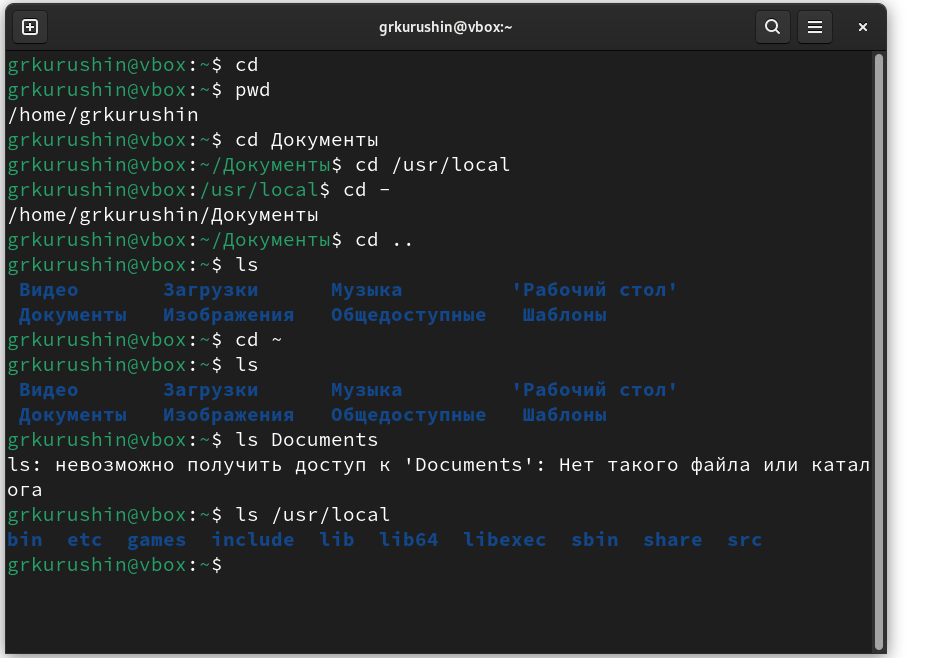 grkurushin@vbox:~
grkurushin@vbox:~$ cd
grkurushin@vbox:~$ pwd
/home/grkurushin
grkurushin@vbox:~$ cd Документы
grkurushin@vbox:~/Документы$ cd /usr/local
grkurushin@vbox:/usr/local$ cd -
/home/grkurushin/Документы
grkurushin@vbox:~/Документы$ cd ..
grkurushin@vbox:~$ ls
Видео Загрузки Музыка 'Рабочий стол'
Документы Изображения Общедоступные Шаблоны
grkurushin@vbox:~$ cd ~
grkurushin@vbox:~$ ls
Видео Загрузки Музыка 'Рабочий стол'
Документы Изображения Общедоступные Шаблоны
grkurushin@vbox:~$ ls Documents
ls: невозможно получить доступ к 'Documents': Нет такого файла или катал
ога
grkurushin@vbox:~$ ls /usr/local
bin etc games include lib lib64 libexec sbin share src
grkurushin@vbox:~$